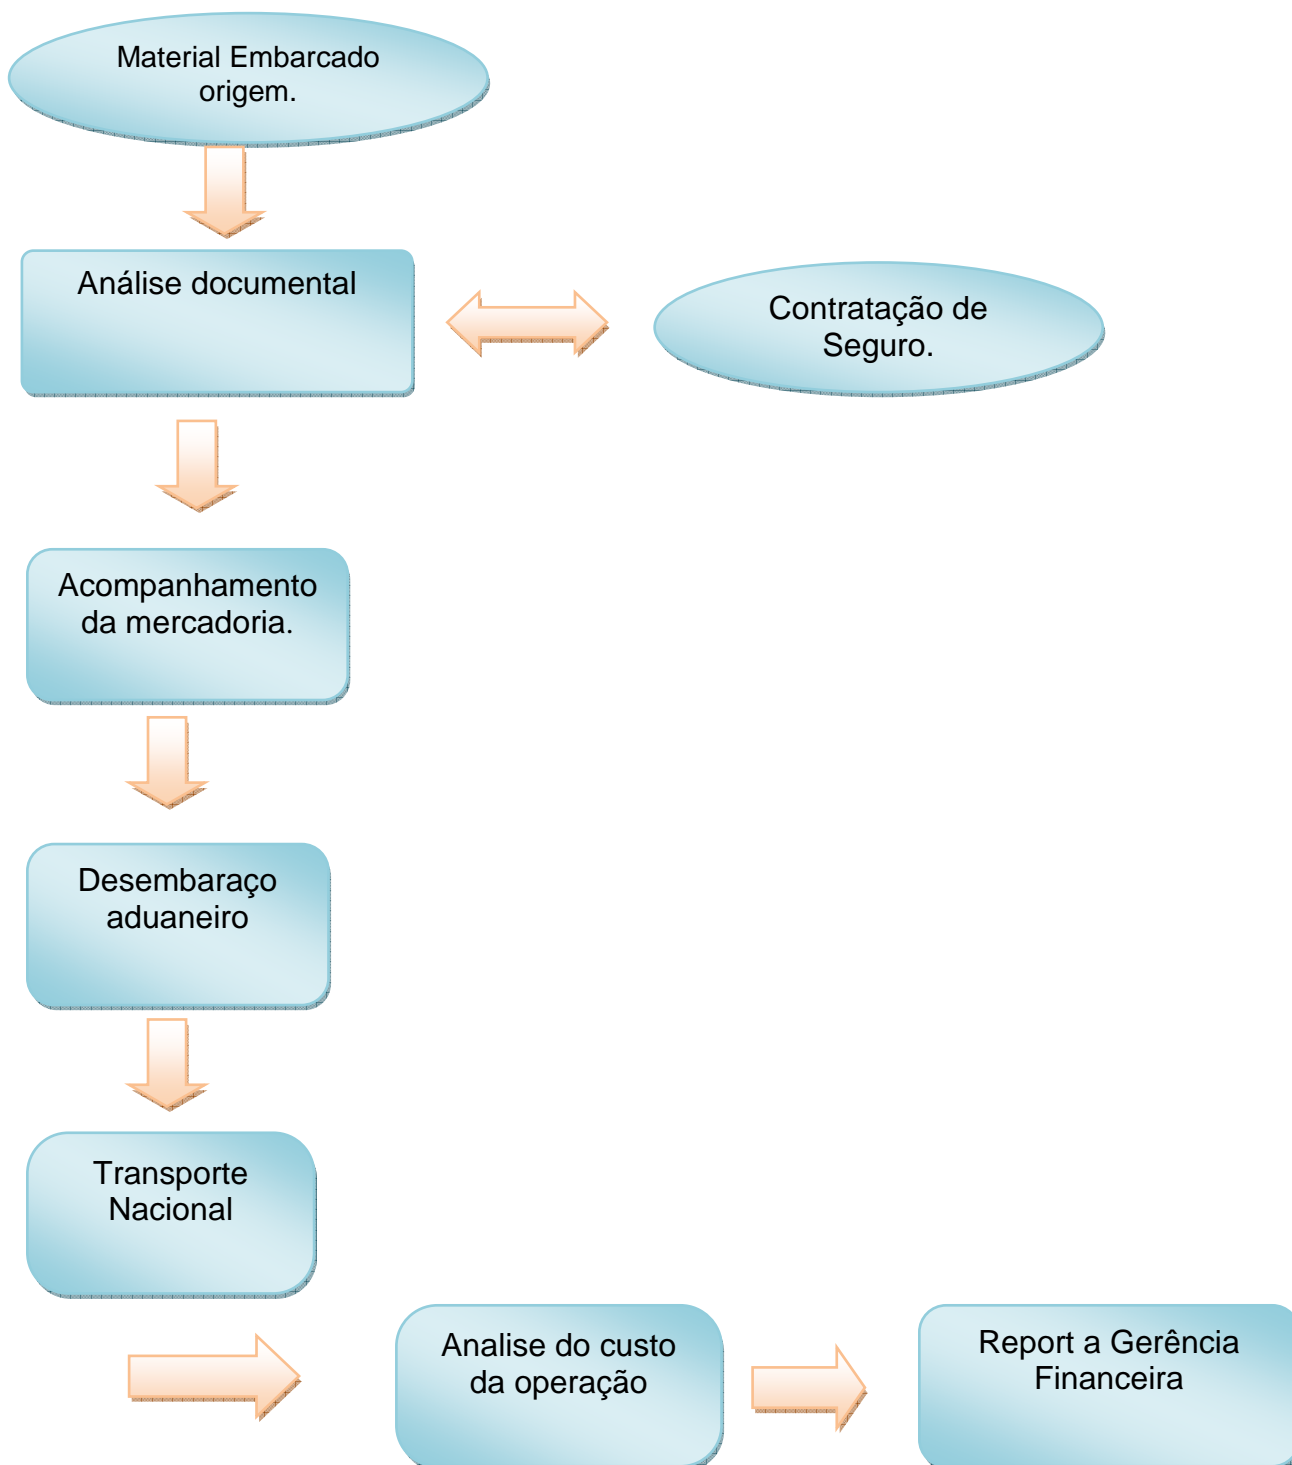 Material Embarcado
origem.
Análise documental
Contratação de
Seguro.
Acompanhamento
da mercadoria.
Desembaraço
aduaneiro
Transporte
Nacional
Analise do custo
da operação
Report a Gerência
Financeira